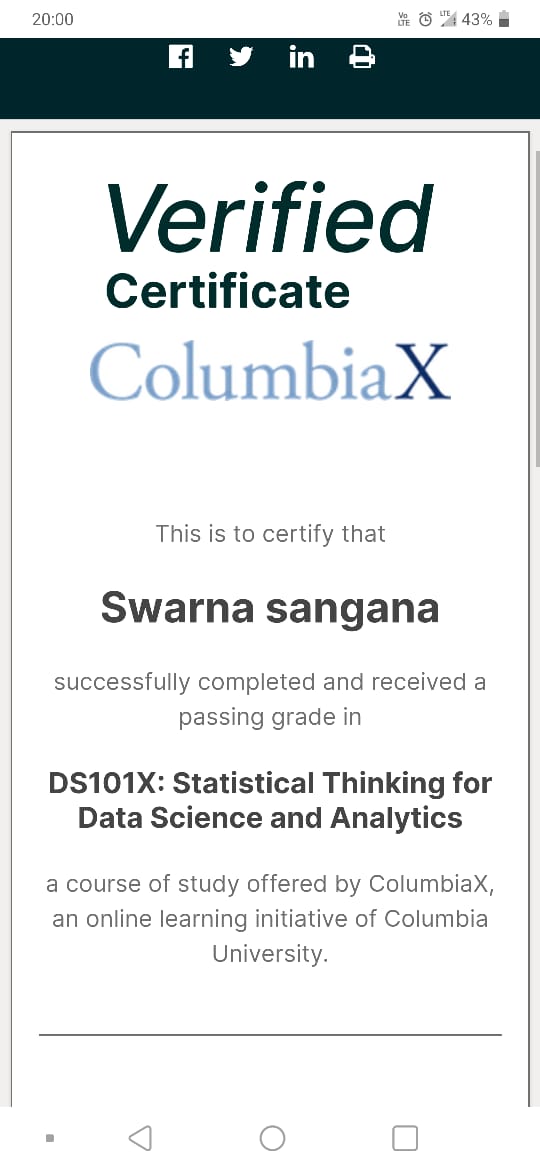 20:00
Vo LTE LTE 43%
Verified
Certificate
ColumbiaX
This is to certify that
Swarna sangana
successfully completed and received a
passing grade in
DS101X: Statistical Thinking for
Data Science and Analytics
a course of study offered by ColumbiaX,
an online learning initiative of Columbia
University.